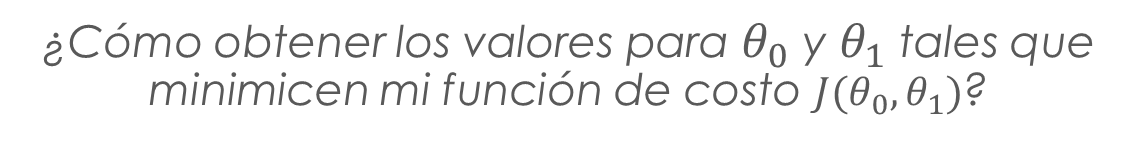 ¿Cómo obtener los valores para θ₀ y θ₁ tales que
minimicen mi función de costo J(θ₀, θ₁)?